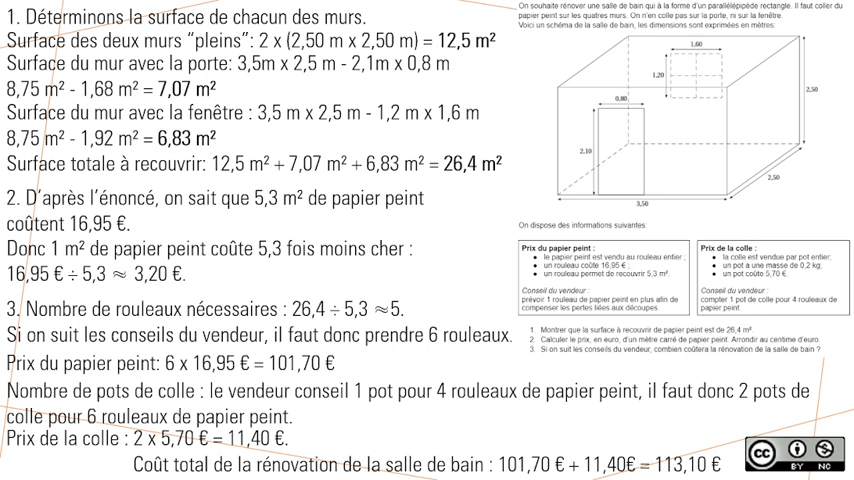 1. Déterminons la surface de chacun des murs.
Surface des deux murs “pleins”: 2 x (2,50 m x 2,50 m) = 12,5 m²
Surface du mur avec la porte: 3,5m x 2,5 m - 2,1m x 0,8 m
8,75 m² - 1,68 m² = 7,07 m²
Surface du mur avec la fenêtre : 3,5 m x 2,5 m - 1,2 m x 1,6 m
8,75 m² - 1,92 m² = 6,83 m²
Surface totale à recouvrir: 12,5 m² + 7,07 m² + 6,83 m² = 26,4 m²
2. D’après l’énoncé, on sait que 5,3 m² de papier peint
coûtent 16,95 €.
Donc 1 m² de papier peint coûte 5,3 fois moins cher :
16,95 € ÷ 5,3 ≈ 3,20 €.
3. Nombre de rouleaux nécessaires : 26,4 ÷ 5,3 ≈5.
Si on suit les conseils du vendeur, il faut donc prendre 6 rouleaux.
Prix du papier peint: 6 x 16,95 € = 101,70 €
Nombre de pots de colle : le vendeur conseil 1 pot pour 4 rouleaux de papier peint, il faut donc 2 pots de
colle pour 6 rouleaux de papier peint.
Prix de la colle : 2 x 5,70 € = 11,40 €.
Coût total de la rénovation de la salle de bain : 101,70 € + 11,40€ = 113,10 €
On souhaite rénover une salle de bain qui à la forme d'un parallélépipède rectangle. Il faut coller du
papier peint sur les quatres murs. On n'en colle pas sur la porte, ni sur la fenêtre.
Voici un schéma de la salle de bain, les dimensions sont exprimées en mètres:
1,60
1,20
2,50
0,80
2,10
2,50
3,50
On dispose des informations suivantes:
Prix du papier peint :
• le papier peint est vendu au rouleau entier ;
• un rouleau coûte 16,95 € ;
• un rouleau permet de recouvrir 5,3 m².
Conseil du vendeur :
prévoir 1 rouleau de papier peint en plus afin de
compenser les pertes liées aux découpes.
Prix de la colle :
• la colle est vendue par pot entier;
• un pot a une masse de 0,2 kg;
• un pot coûte 5,70 €.
Conseil du vendeur :
compter 1 pot de colle pour 4 rouleaux de
papier peint.
1. Montrer que la surface à recouvrir de papier peint est de 26,4 m².
2. Calculer le prix, en euro, d'un mètre carré de papier peint. Arrondir au centime d'euro.
3. Si on suit les conseils du vendeur, combien coûtera la rénovation de la salle de bain ?
cc
BY NC